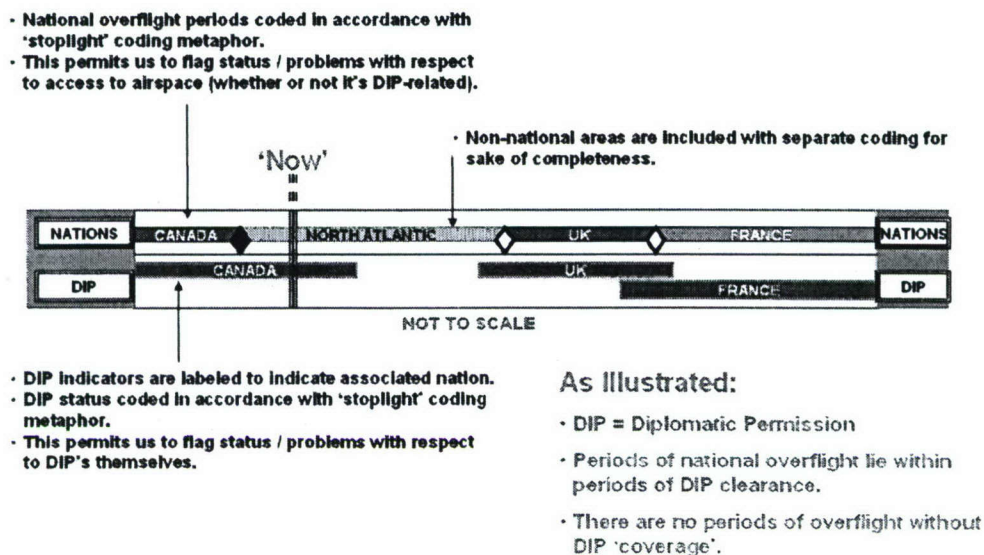 · National overflight periods coded in accordance with
'stoplight' coding metaphor.
· This permits us to flag status / problems with respect
to access to airspace (whether or not it's DIP-related).
· Non-national areas are included with separate coding for
sake of completeness.
'Now'
NATIONS CANADA NORTH ATLANTIC UK FRANCE NATIONS
CANADA UK
DIP FRANCE DIP
NOT TO SCALE
· DIP indicators are labeled to indicate associated nation.
· DIP status coded in accordance with 'stoplight' coding
metaphor.
· This permits us to flag status / problems with respect
to DIP's themselves.
As Illustrated:
· DIP = Diplomatic Permission
· Periods of national overflight lie within
periods of DIP clearance.
· There are no periods of overflight without
DIP 'coverage'.